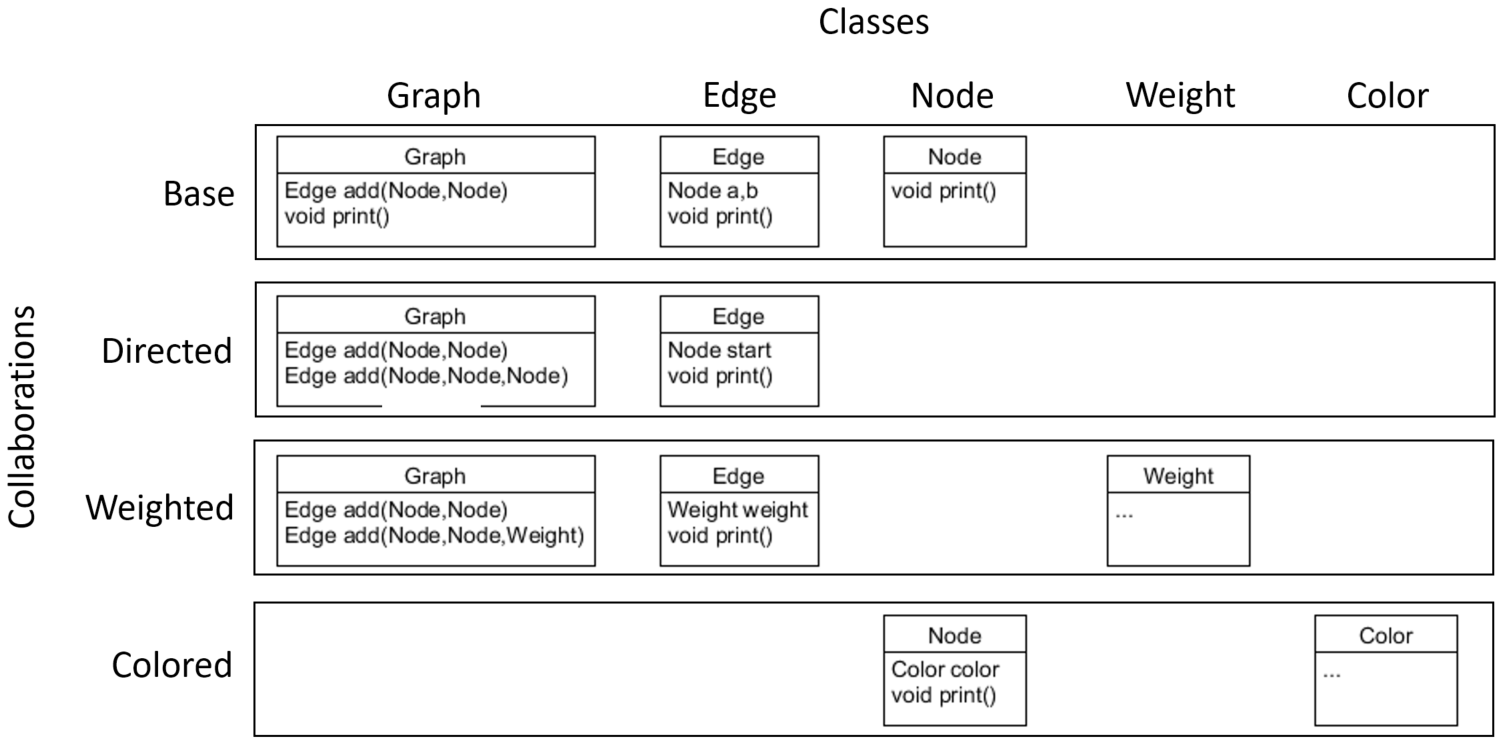 Classes
Graph Edge Node Weight Color
Collaborations
Base
Graph
Edge add(Node,Node)
void print()
Edge
Node a,b
void print()
Node
void print()
Directed
Graph
Edge add(Node,Node)
Edge add(Node,Node,Node)
Edge
Node start
void print()
Weighted
Graph
Edge add(Node,Node)
Edge add(Node,Node,Weight)
Edge
Weight weight
void print()
Weight
...
Colored
Node
Color color
void print()
Color
...